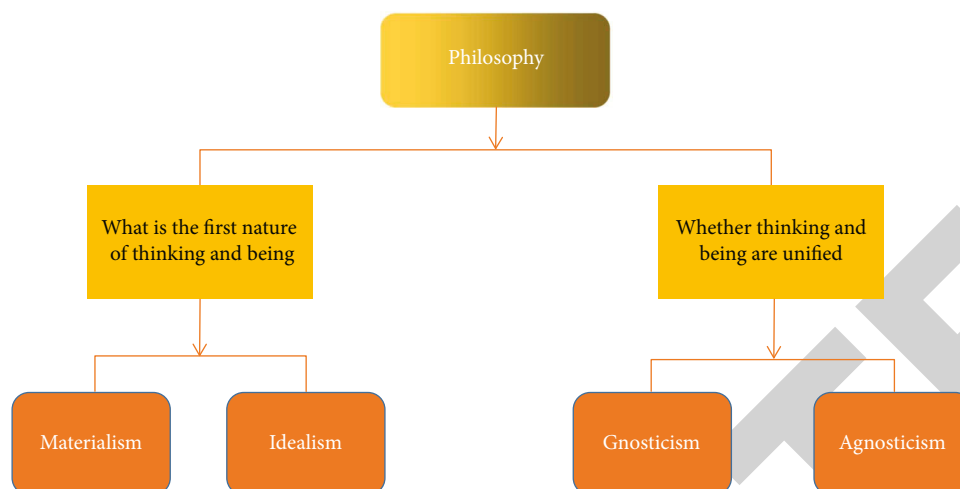 Philosophy
What is the first nature
of thinking and being
Whether thinking and
being are unified
Materialism
Idealism
Gnosticism
Agnosticism